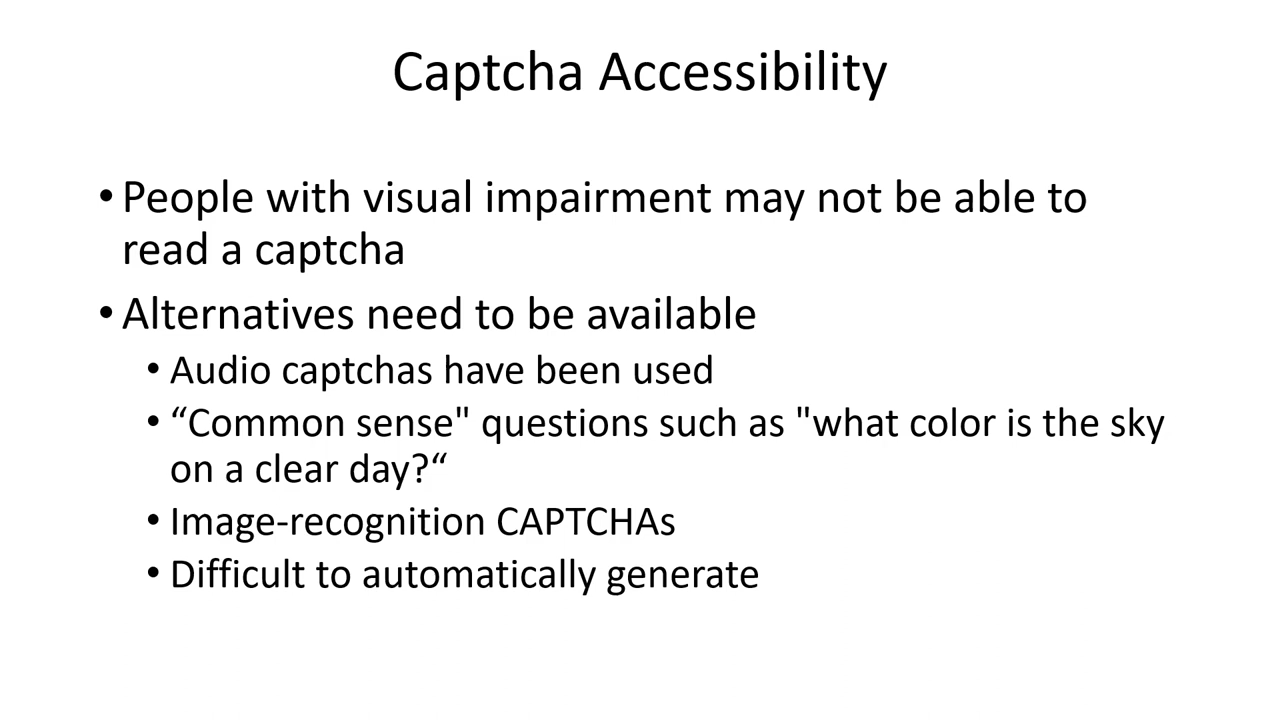 Captcha Accessibility
• People with visual impairment may not be able to
read a captcha
• Alternatives need to be available
• Audio captchas have been used
• “Common sense" questions such as "what color is the sky
on a clear day?“
• Image-recognition CAPTCHAs
• Difficult to automatically generate